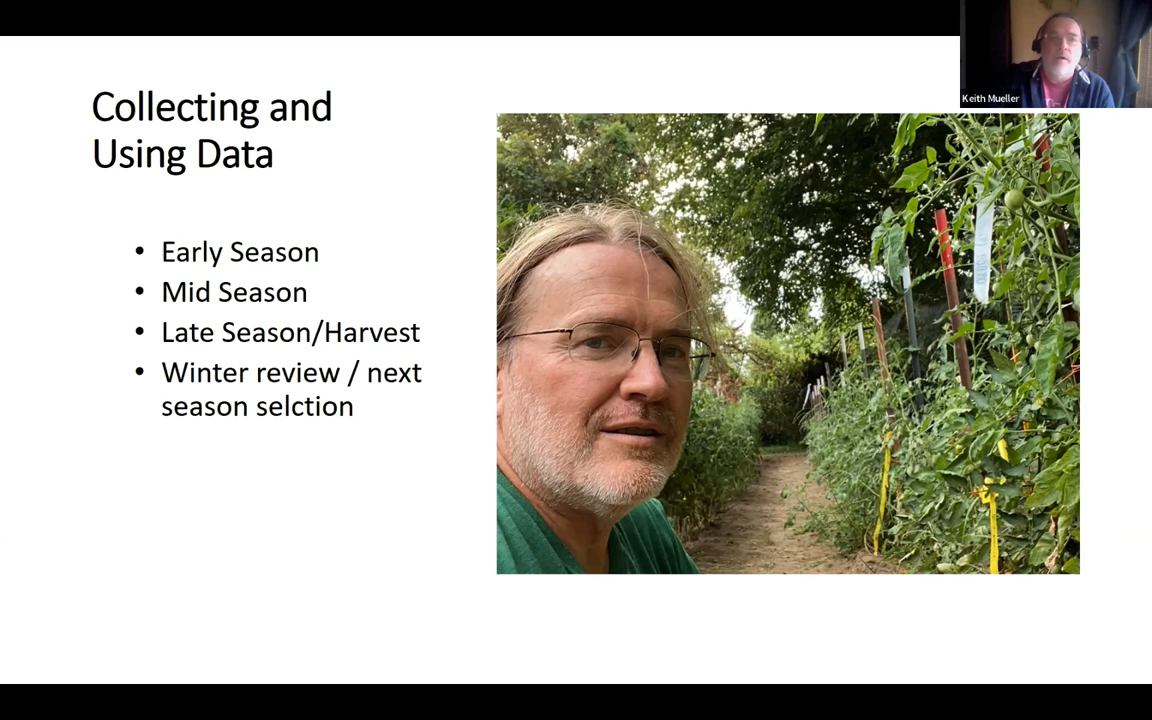 Keith Mueller
Collecting and
Using Data
• Early Season
• Mid Season
• Late Season/Harvest
• Winter review / next
season selction